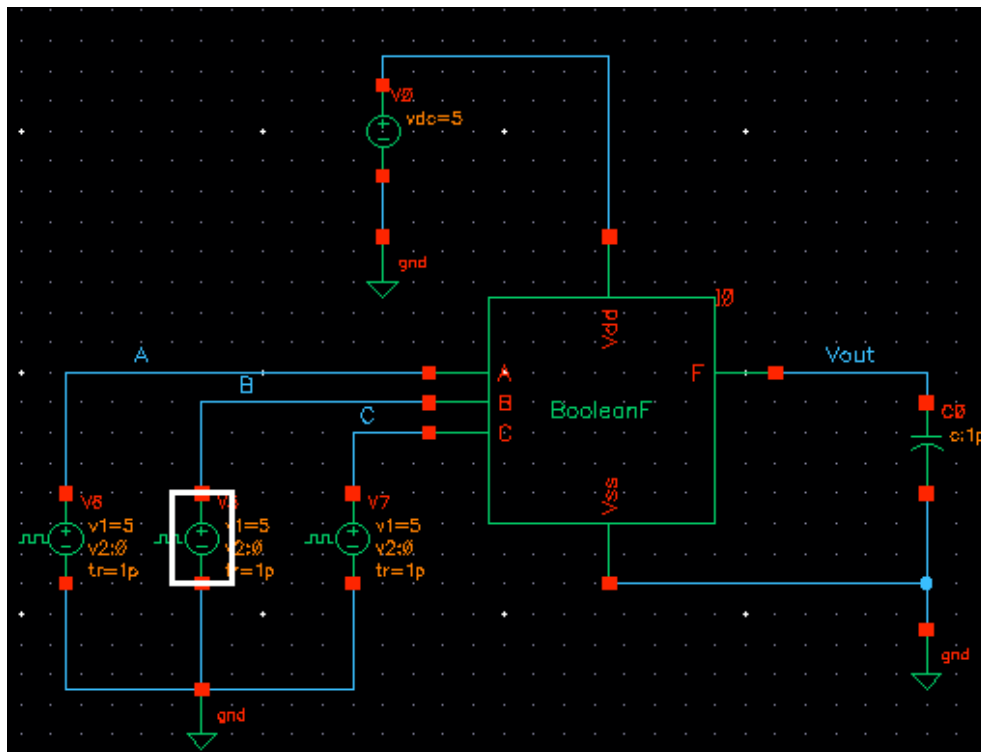 V0
vdc=5
gnd
I0
Vdd
A
B
C
A
B
C
F
BooleanF
Vss
Vout
C0
c:1p
V7
v1=5
v2:0
tr=1p
v1=5
v2:0
tr=1p
v1=5
v2:0
tr=1p
gnd
gnd